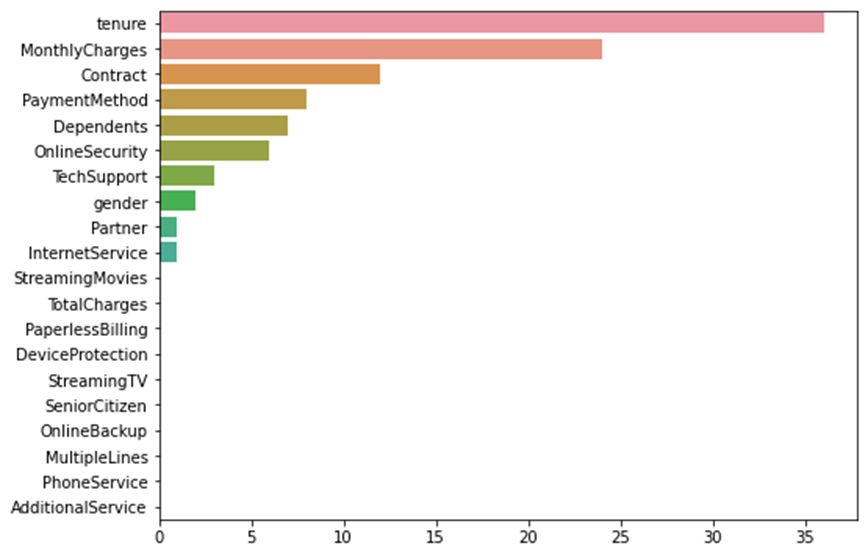 tenure
MonthlyCharges
Contract
PaymentMethod
Dependents
OnlineSecurity
TechSupport
gender
Partner
InternetService
StreamingMovies
TotalCharges
PaperlessBilling
DeviceProtection
StreamingTV
SeniorCitizen
OnlineBackup
MultipleLines
PhoneService
AdditionalService
0 5 10 15 20 25 30 35